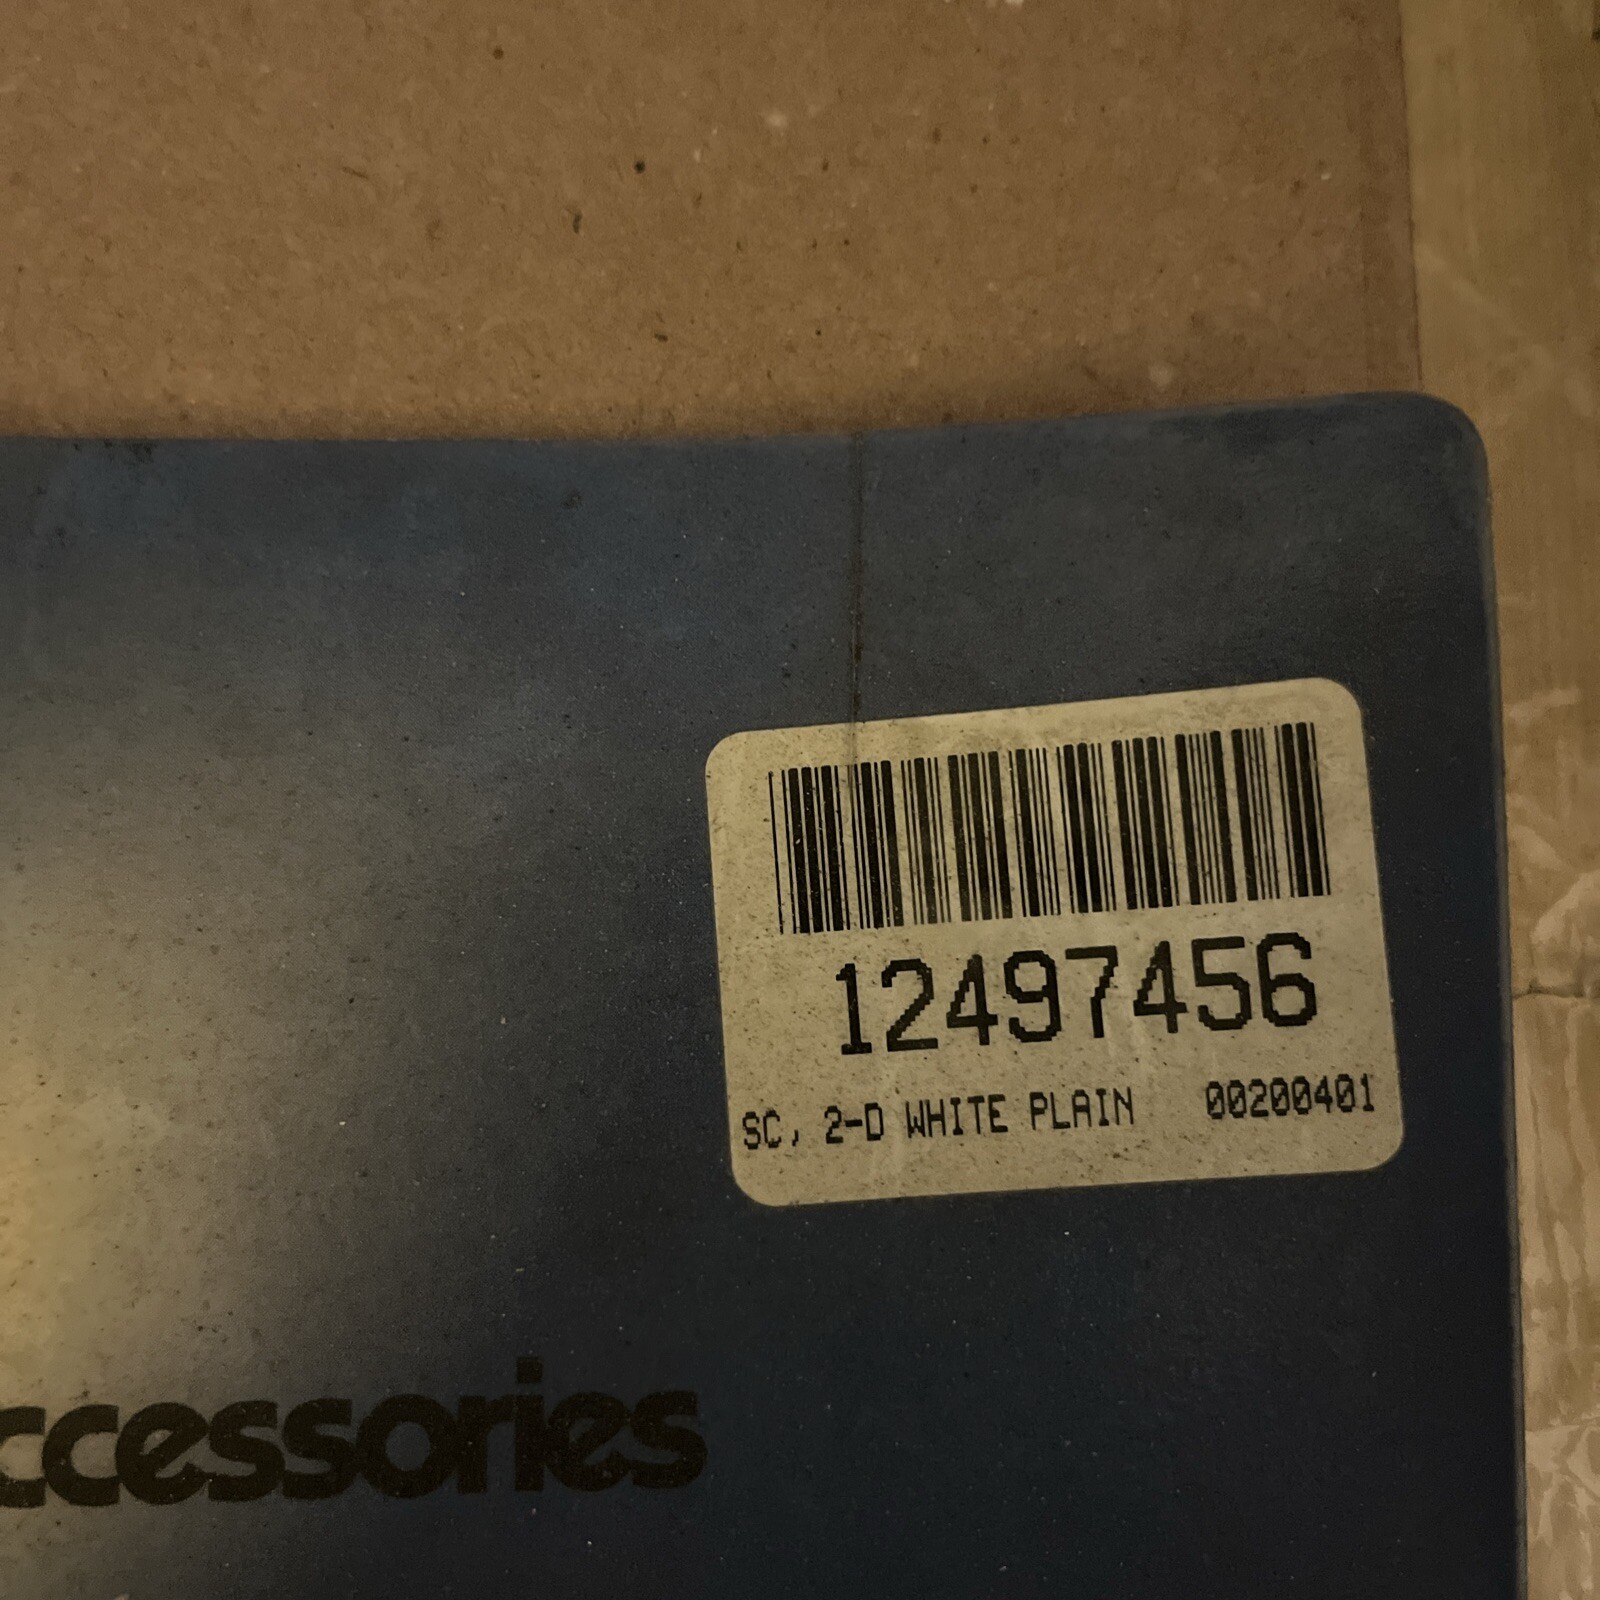 12497456
SC, 2-D WHITE PLAIN 00200401
ccessories